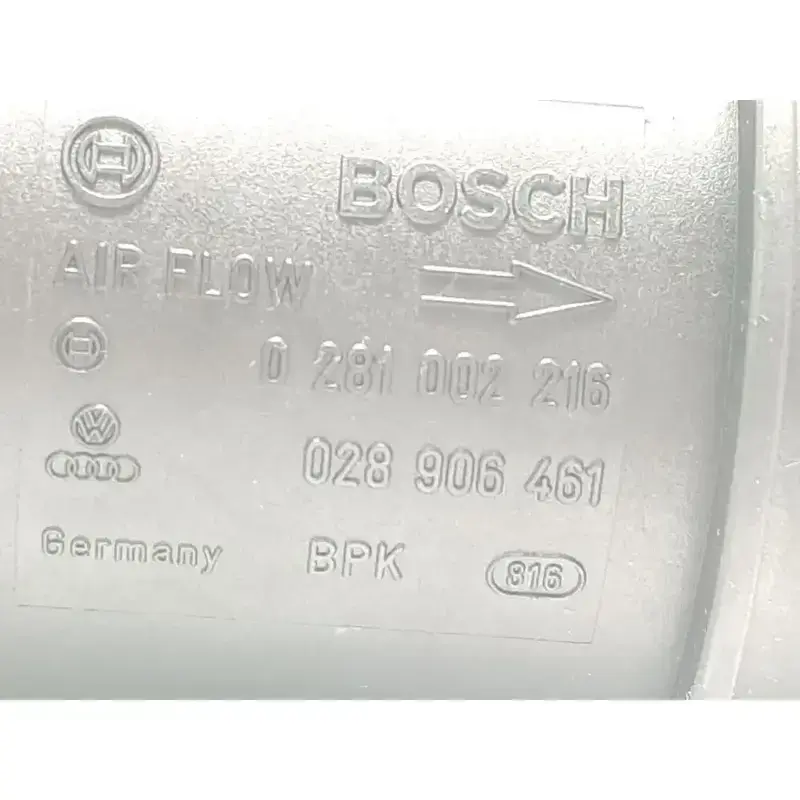 BOSCH
AIR FLOW
0 281 002 216
028 906 461
Germany BPK 816